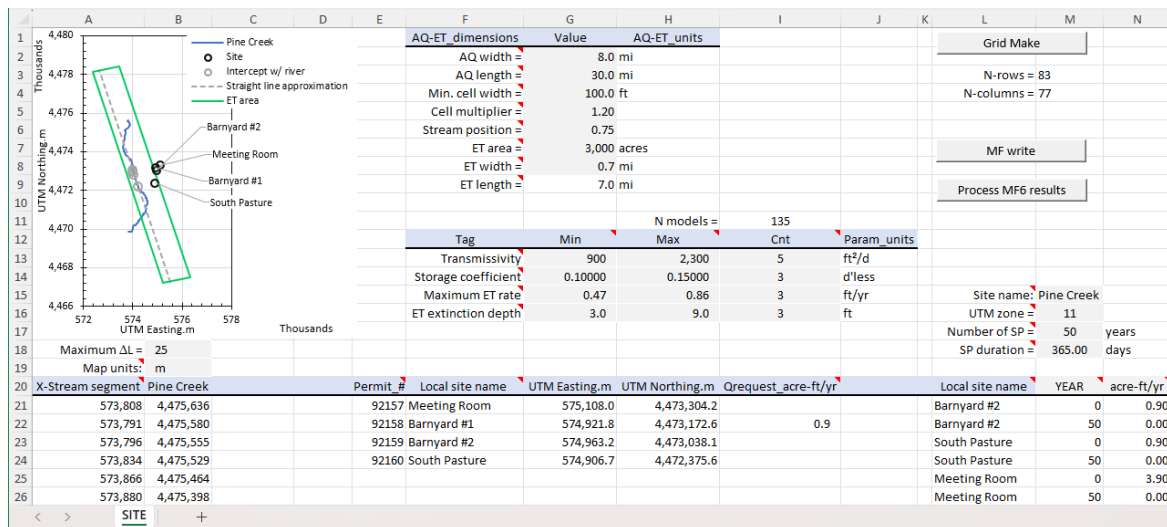 A B C D E F G H I J K L M N
1 AQ-ET_dimensions Value AQ-ET_units Grid Make
2 AQ width = 8.0 mi
3 AQ length = 30.0 mi N-rows = 83
4 Min. cell width = 100.0 ft N-columns = 77
5 Cell multiplier = 1.20
6 Stream position = 0.75
7 ET area = 3,000 acres MF write
8 ET width = 0.7 mi
9 ET length = 7.0 mi Process MF6 results
10
11 N models = 135
12 Tag Min Max Cnt Param_units
13 Transmissivity 900 2,300 5 ft²/d
14 Storage coefficient 0.10000 0.15000 3 d'less
15 Maximum ET rate 0.47 0.86 3 ft/yr Site name: Pine Creek
16 ET extinction depth 3.0 9.0 3 ft UTM zone = 11
17 Number of SP = 50 years
18 Maximum ΔL = 25 SP duration = 365.00 days
19 Map units: m
20 X-Stream segment Pine Creek Permit_# Local site name UTM Easting.m UTM Northing.m Qrequest_acre-ft/yr Local site name YEAR acre-ft/yr
21 573,808 4,475,636 92157 Meeting Room 575,108.0 4,473,304.2 Barnyard #2 0 0.90
22 573,791 4,475,580 92158 Barnyard #1 574,921.8 4,473,172.6 0.9 Barnyard #2 50 0.00
23 573,796 4,475,555 92159 Barnyard #2 574,963.2 4,473,038.1 South Pasture 0 0.90
24 573,834 4,475,529 92160 South Pasture 574,906.7 4,472,375.6 South Pasture 50 0.00
25 573,866 4,475,464 Meeting Room 0 3.90
26 573,880 4,475,398 Meeting Room 50 0.00
Thousands
UTM Northing.m
4,480
4,478
4,476
4,474
4,472
4,470
4,468
4,466
572 574 576 578
UTM Easting.m Thousands
Pine Creek
Site
Intercept w/ river
Straight line approximation
ET area
Barnyard #2
Meeting Room
Barnyard #1
South Pasture
SITE